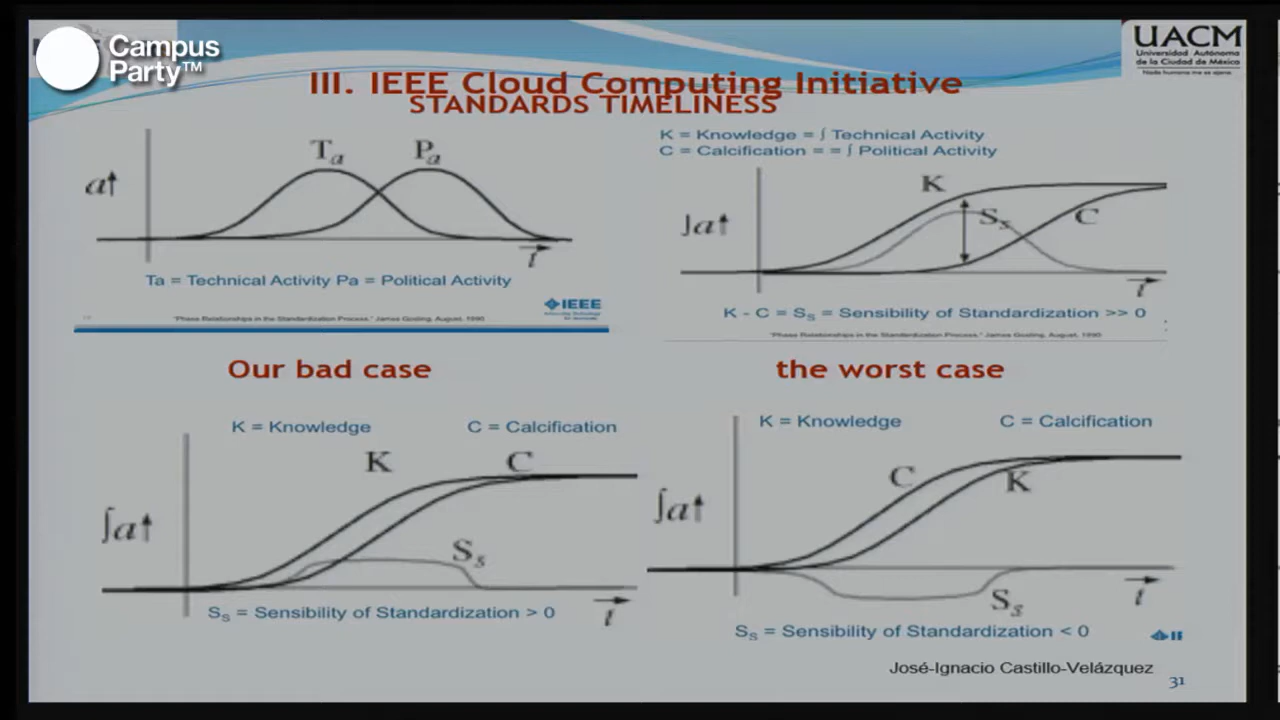 Campus
Party™
UACM
Universidad Autónoma
de la Ciudad de México
Nada humano me es ajeno
III. IEEE Cloud Computing Initiative
STANDARDS TIMELINESS
Ta
Pa
a↑
t
Ta = Technical Activity Pa = Political Activity
IEEE
"Phase Relationships in the Standardization Process." James Gosling, August, 1990
K = Knowledge = ∫ Technical Activity
C = Calcification = = ∫ Political Activity
K
Ss
C
∫a↑
t
K - C = Ss = Sensibility of Standardization >> 0
"Phase Relationships in the Standardization Process." James Gosling, August, 1990
Our bad case
K = Knowledge C = Calcification
K
C
∫a↑
Ss
t
Ss = Sensibility of Standardization > 0
the worst case
K = Knowledge C = Calcification
C
K
∫a↑
t
Ss
Ss = Sensibility of Standardization < 0
José-Ignacio Castillo-Velázquez
31